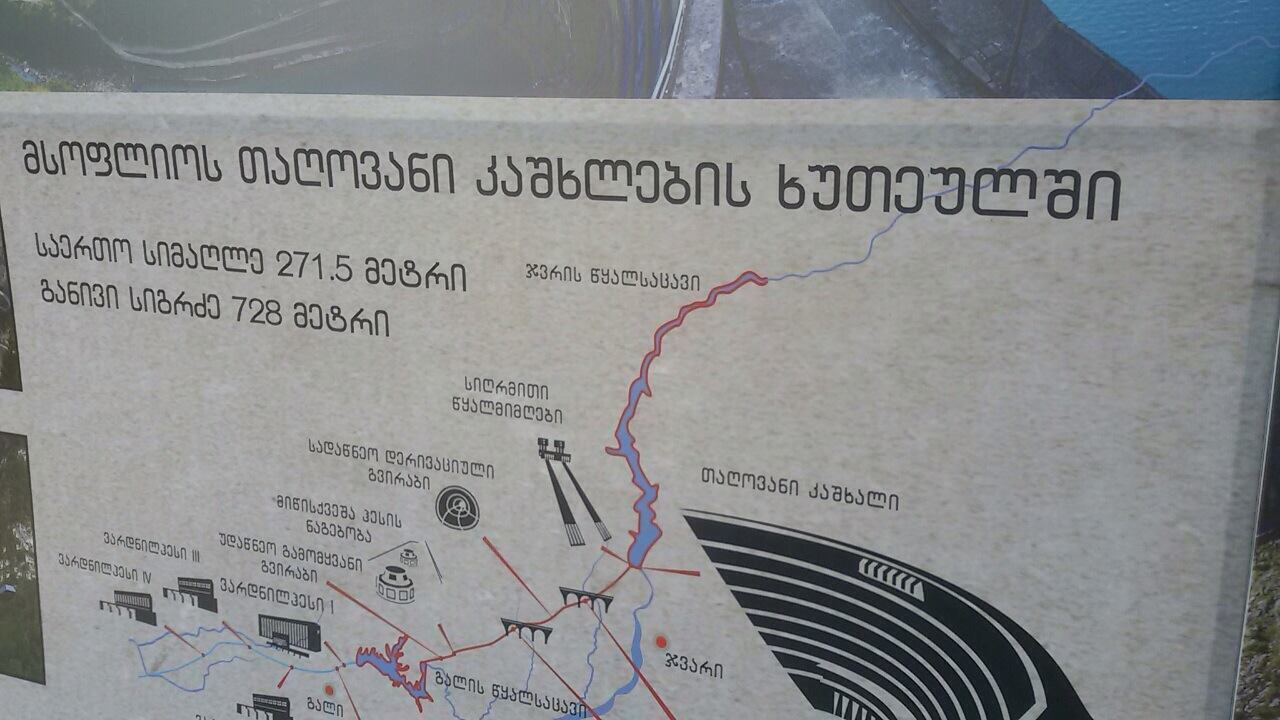 მსოფლიოს თაღოვანი კაშხლების ხუთეულში
საერთო სიმაღლე 271.5 მეტრი
განივი სიგრძე 728 მეტრი
ჯვრის წყალსაცავი
სიღრმითი
წყალმიმღები
სადაწნეო დერივაციული
გვირაბი
თაღოვანი კაშხალი
მიწისქვეშა ჰესის
ნაგებობა
უდაწნეო გამომყვანი
გვირაბი
ვარდნილჰესი III
ვარდნილჰესი IV
ვარდნილჰესი I
ჯვარი
გალის წყალსაცავი
გალი